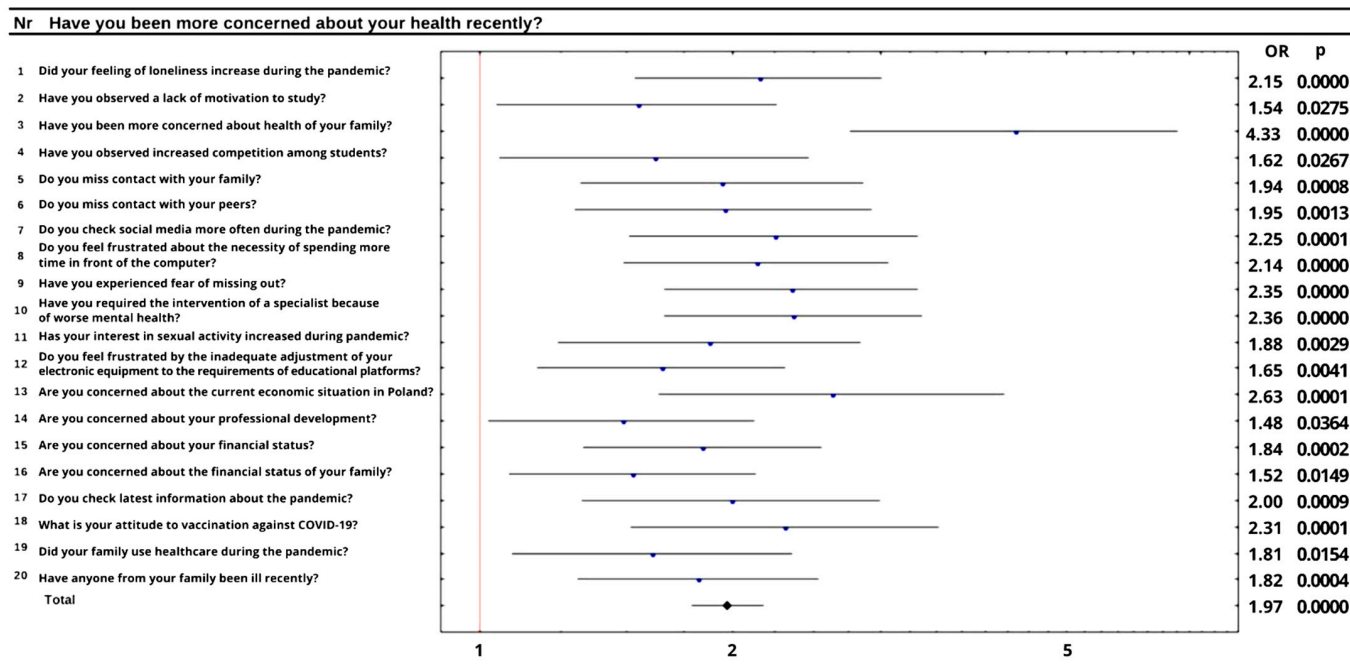 Nr Have you been more concerned about your health recently?
OR p
1 Did your feeling of loneliness increase during the pandemic? 2.15 0.0000
2 Have you observed a lack of motivation to study? 1.54 0.0275
3 Have you been more concerned about health of your family? 4.33 0.0000
4 Have you observed increased competition among students? 1.62 0.0267
5 Do you miss contact with your family? 1.94 0.0008
6 Do you miss contact with your peers? 1.95 0.0013
7 Do you check social media more often during the pandemic? 2.25 0.0001
8 Do you feel frustrated about the necessity of spending more
time in front of the computer? 2.14 0.0000
9 Have you experienced fear of missing out? 2.35 0.0000
10 Have you required the intervention of a specialist because
of worse mental health? 2.36 0.0000
11 Has your interest in sexual activity increased during pandemic? 1.88 0.0029
12 Do you feel frustrated by the inadequate adjustment of your
electronic equipment to the requirements of educational platforms? 1.65 0.0041
13 Are you concerned about the current economic situation in Poland? 2.63 0.0001
14 Are you concerned about your professional development? 1.48 0.0364
15 Are you concerned about your financial status? 1.84 0.0002
16 Are you concerned about the financial status of your family? 1.52 0.0149
17 Do you check latest information about the pandemic? 2.00 0.0009
18 What is your attitude to vaccination against COVID-19? 2.31 0.0001
19 Did your family use healthcare during the pandemic? 1.81 0.0154
20 Have anyone from your family been ill recently? 1.82 0.0004
Total 1.97 0.0000
1 2 5